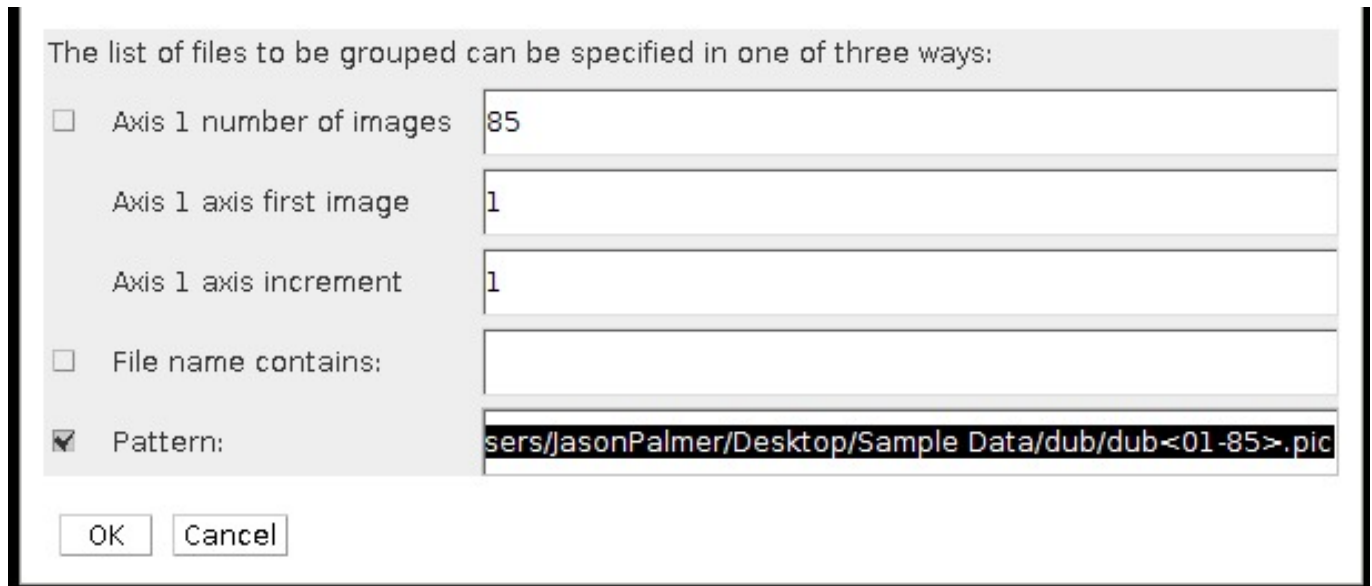 The list of files to be grouped can be specified in one of three ways:
Axis 1 number of images 85
Axis 1 axis first image 1
Axis 1 axis increment 1
File name contains:
Pattern: sers/JasonPalmer/Desktop/Sample Data/dub/dub<01-85>.pic
OK Cancel